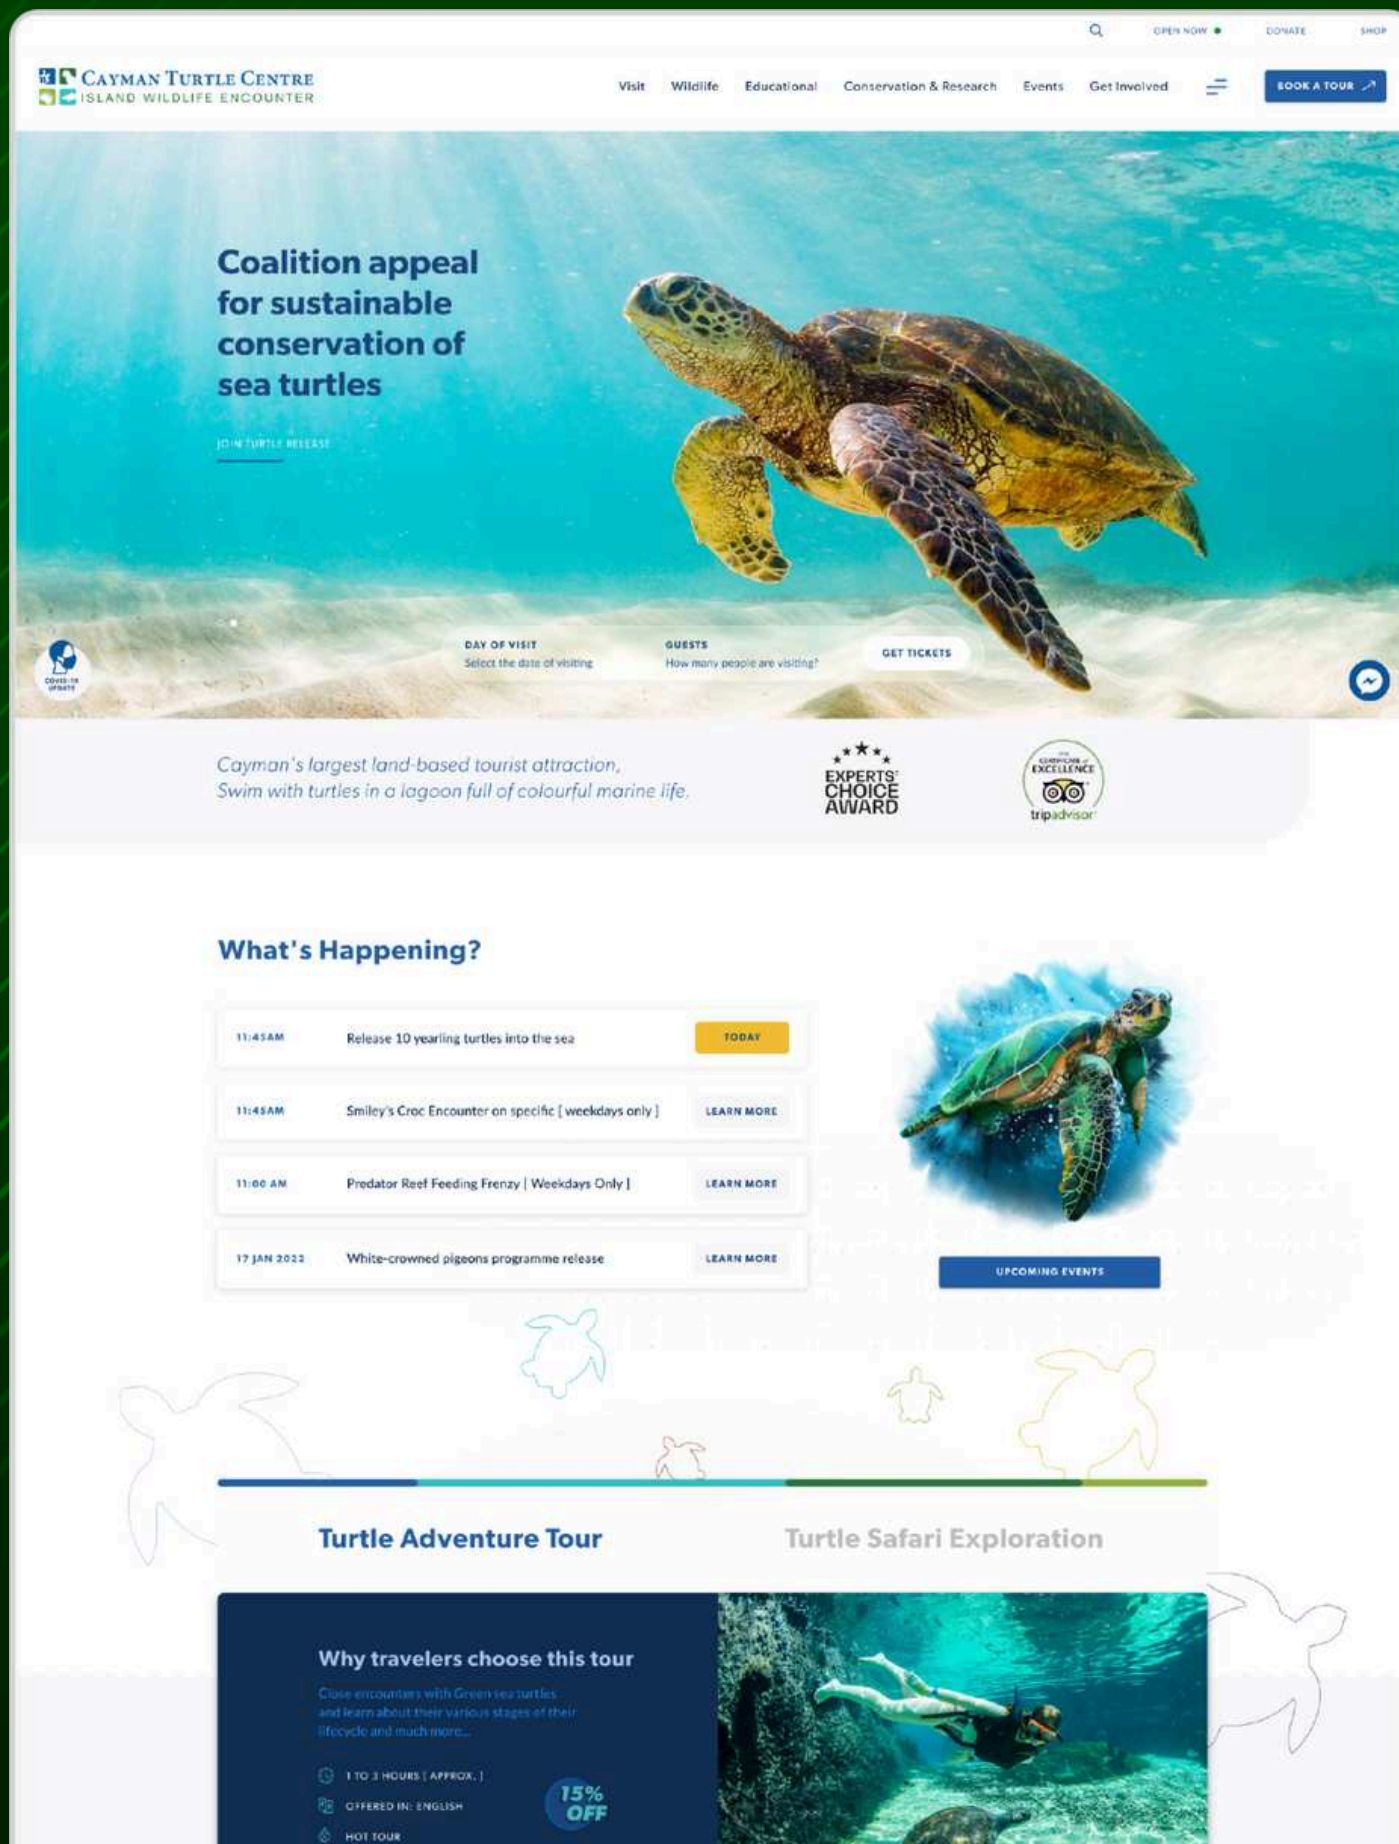 OPEN NOW
DONATE
SHOP
CAYMAN TURTLE CENTRE
ISLAND WILDLIFE ENCOUNTER
Visit
Wildlife
Educational
Conservation & Research
Events
Get Involved
BOOK A TOUR
Coalition appeal
for sustainable
conservation of
sea turtles
JOIN TURTLE RELEASE
DAY OF VISIT
Select the date of visiting
GUESTS
How many people are visiting?
GET TICKETS
COVID-19
UPDATE
Cayman's largest land-based tourist attraction,
Swim with turtles in a lagoon full of colourful marine life.
EXPERTS'
CHOICE
AWARD
CERTIFICATE of
EXCELLENCE
tripadvisor
What's Happening?
11:45AM
Release 10 yearling turtles into the sea
TODAY
11:45AM
Smiley's Croc Encounter on specific [ weekdays only ]
LEARN MORE
11:00 AM
Predator Reef Feeding Frenzy | Weekdays Only |
LEARN MORE
17 JAN 2022
White-crowned pigeons programme release
LEARN MORE
UPCOMING EVENTS
Turtle Adventure Tour
Turtle Safari Exploration
Why travelers choose this tour
Close encounters with Green sea turtles
and learn about their various stages of their
lifecycle and much more...
1 TO 3 HOURS [ APPROX. ]
OFFERED IN: ENGLISH
HOT TOUR
15%
OFF